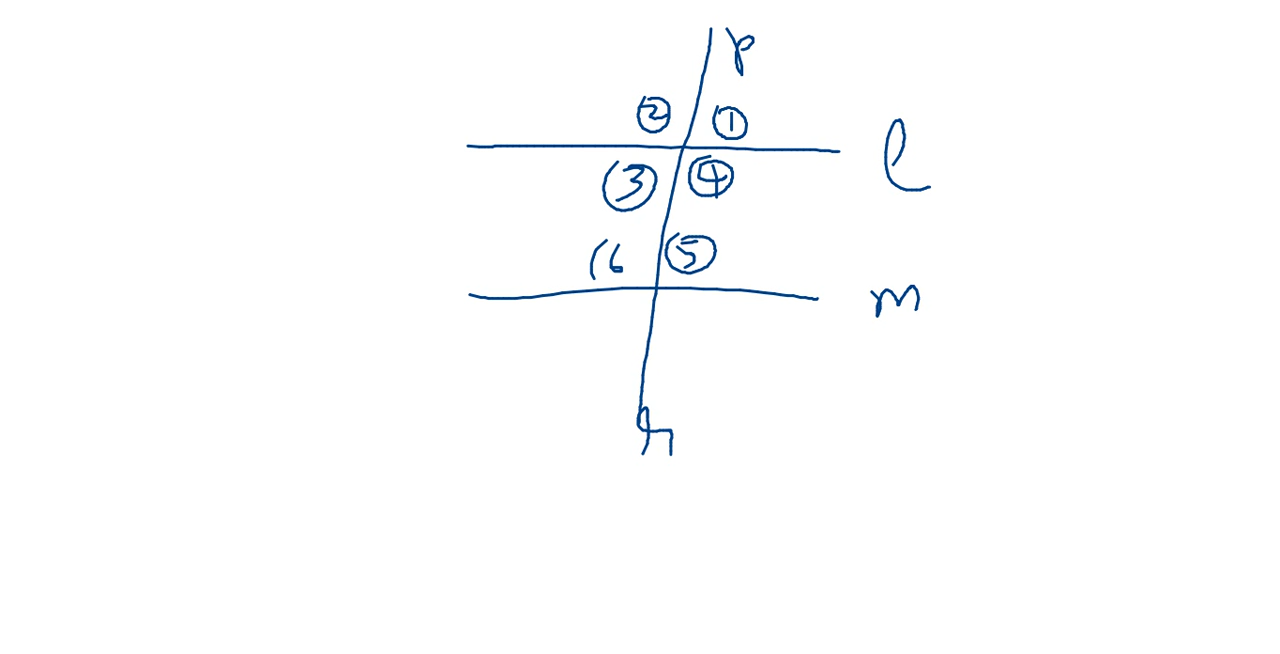 p
② ①
l
③ ④
(6 ⑤
m